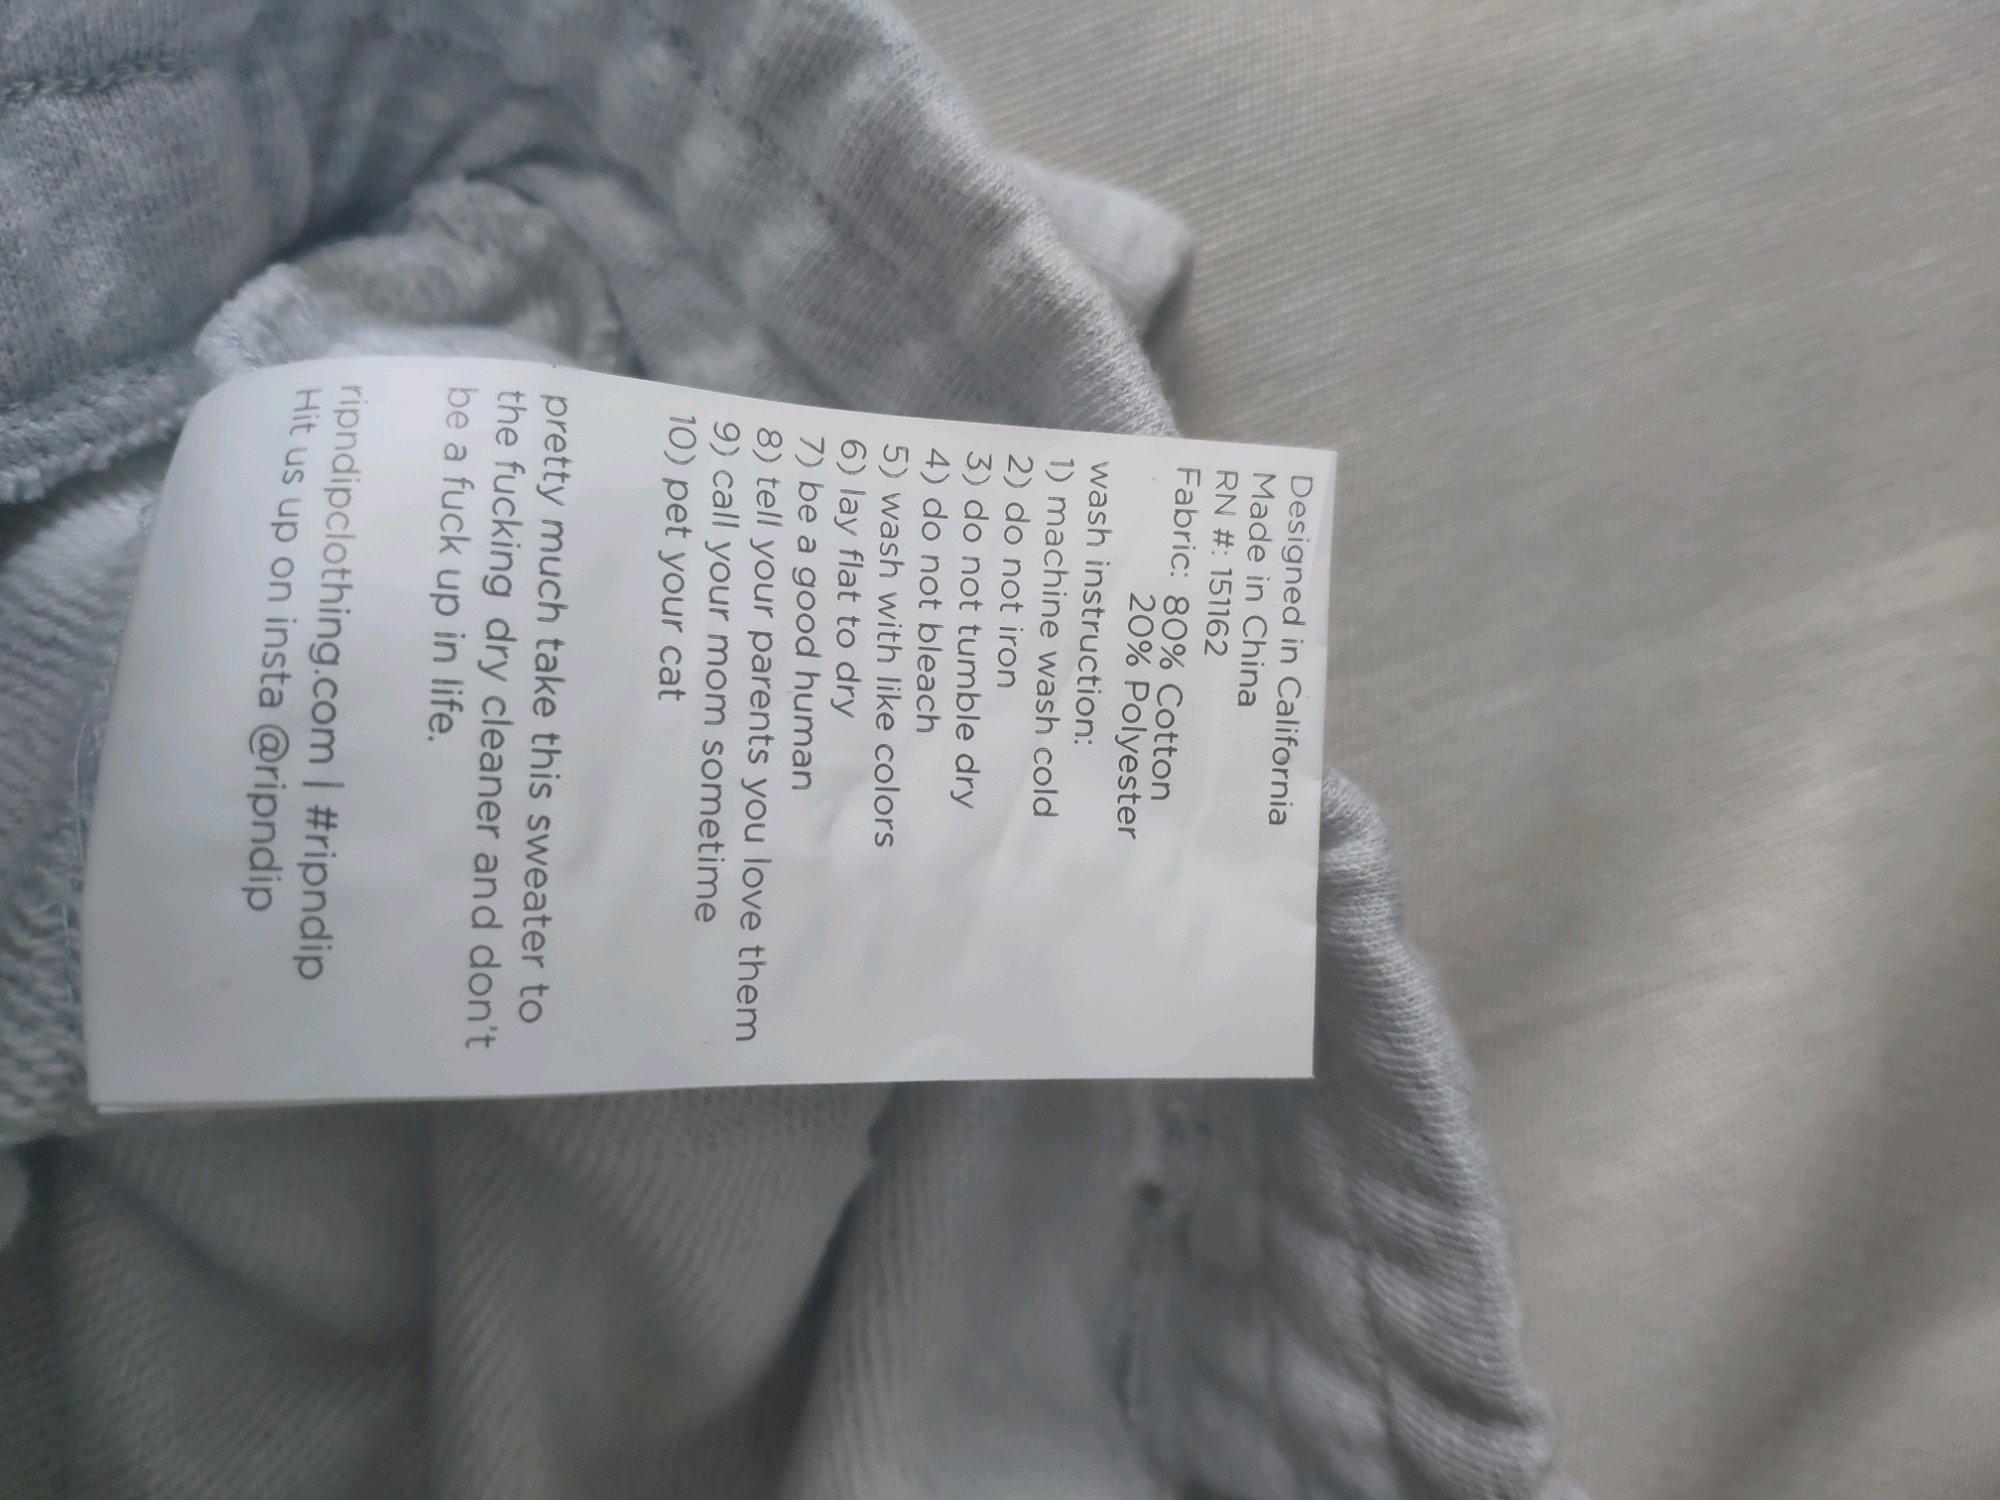 Designed in California
Made in China
RN #: 151162
Fabric: 80% Cotton
20% Polyester
wash instruction:
1) machine wash cold
2) do not iron
3) do not tumble dry
4) do not bleach
5) wash with like colors
6) lay flat to dry
7) be a good human
8) tell your parents you love them
9) call your mom sometime
10) pet your cat
pretty much take this sweater to
the fucking dry cleaner and don't
be a fuck up in life.
ripndipclothing.com | #ripndip
Hit us up on insta @ripndip